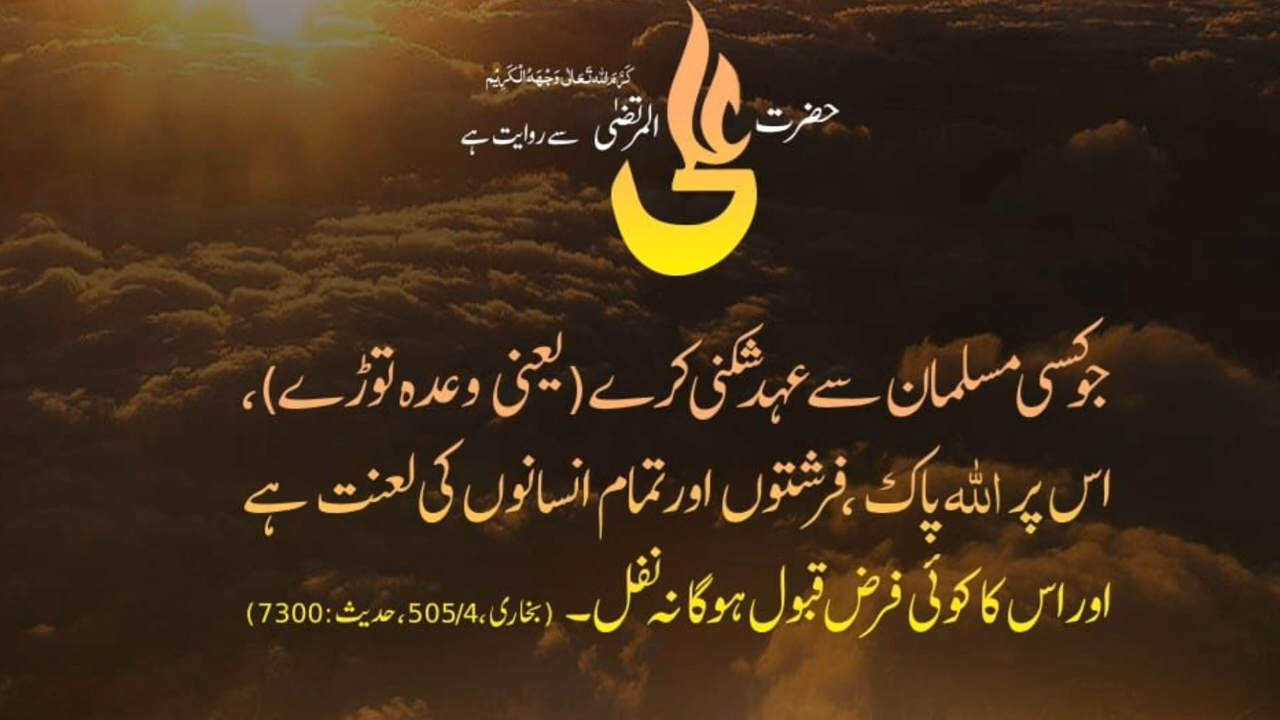 کَرَّمَ اللہُ تَعَالٰی وَجْہَہُ الْکَرِیْم
حضرت علی المرتضیٰ سے روایت ہے
جو کسی مسلمان سے عہد شکنی کرے (یعنی وعدہ توڑے)،
اس پر اللہ پاک، فرشتوں اور تمام انسانوں کی لعنت ہے
اور اس کا کوئی فرض قبول ہوگا نہ نفل۔ (بخاری، 505/4، حدیث: 7300)